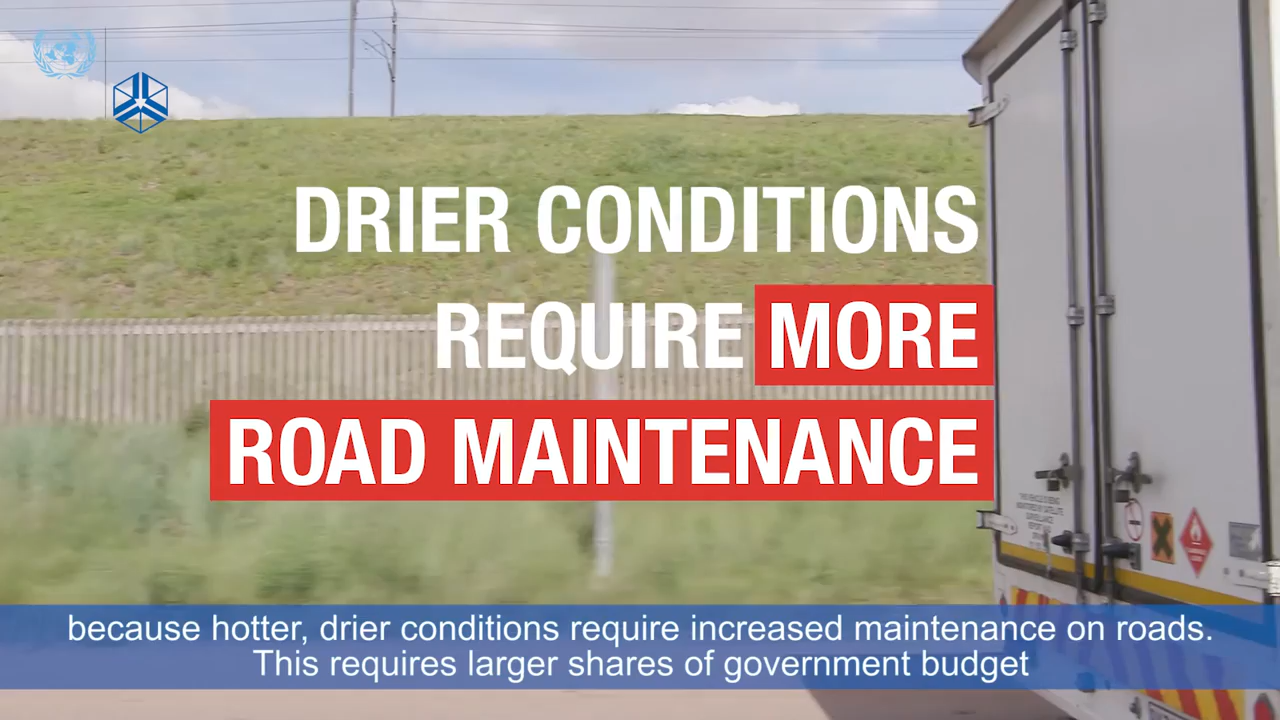 DRIER CONDITIONS
REQUIRE MORE
ROAD MAINTENANCE
because hotter, drier conditions require increased maintenance on roads.
This requires larger shares of government budget